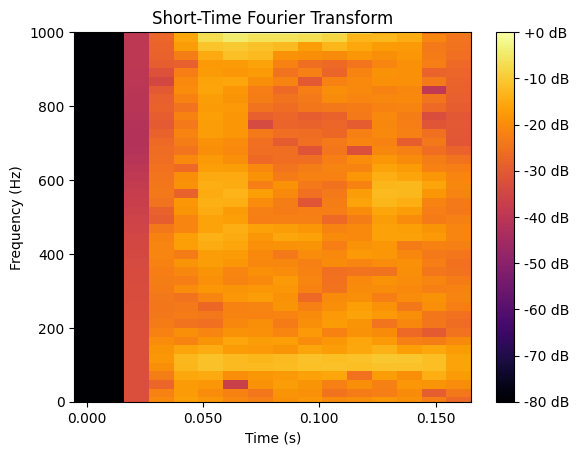 Short-Time Fourier Transform
1000
800
600
400
200
0
Frequency (Hz)
0.000
0.050
0.100
0.150
Time (s)
+0 dB
-10 dB
-20 dB
-30 dB
-40 dB
-50 dB
-60 dB
-70 dB
-80 dB